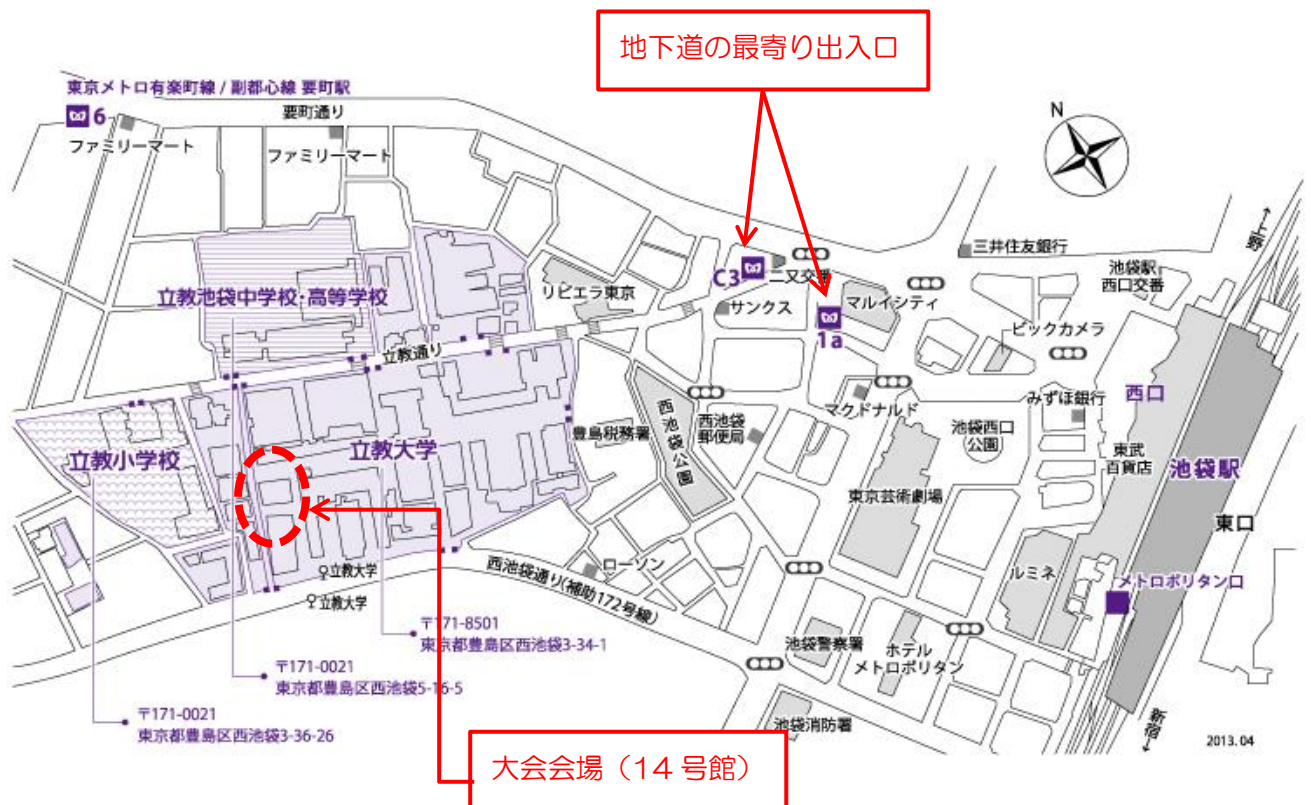 地下道の最寄り出入口
東京メトロ有楽町線 / 副都心線 要町駅
6
要町通り
ファミリーマート
ファミリーマート
N
三井住友銀行
↑上野
池袋駅
西口交番
立教池袋中学校・高等学校
リビエラ東京
C3
二又交番
サンクス
マルイシティ
1a
ビックカメラ
立教通り
マクドナルド
みずほ銀行
西口
西池袋公園
豊島税務署
西池袋
郵便局
池袋西口
公園
東武
百貨店
池袋駅
立教小学校
立教大学
東京芸術劇場
東口
立教大学
立教大学
ローソン
西池袋通り(補助172号線)
ルミネ
メトロポリタン口
〒171-8501
東京都豊島区西池袋3-34-1
池袋警察署
ホテル
メトロポリタン
〒171-0021
東京都豊島区西池袋5-16-5
〒171-0021
東京都豊島区西池袋3-36-26
池袋消防署
新宿↓
2013.04
大会会場（14 号館）